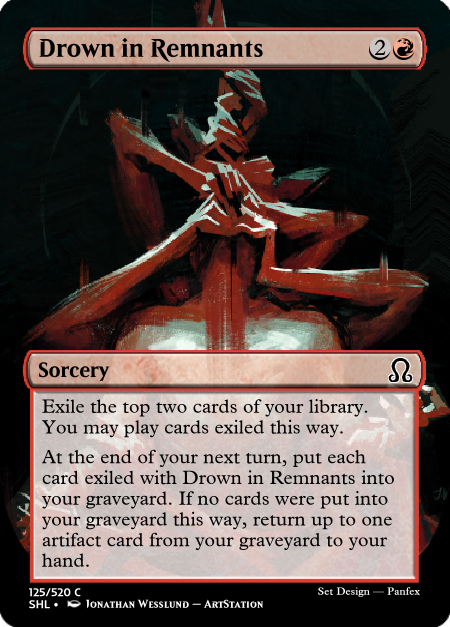 Drown in Remnants 2
Sorcery
Exile the top two cards of your library.
You may play cards exiled this way.
At the end of your next turn, put each
card exiled with Drown in Remnants into
your graveyard. If no cards were put into
your graveyard this way, return up to one
artifact card from your graveyard to your
hand.
125/520 C
Set Design — Panfex
SHL • Jonathan Wesslund — ArtStation